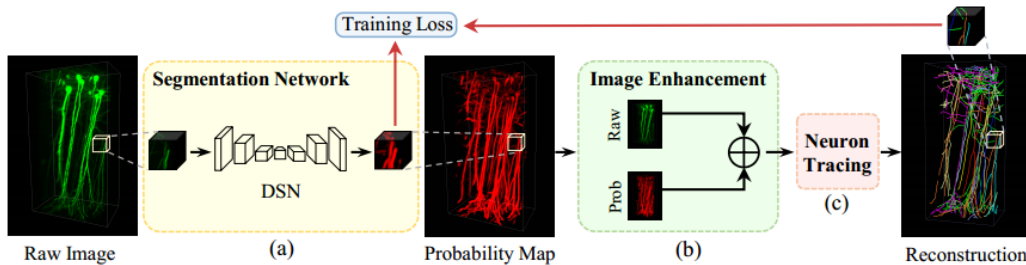 Training Loss
Segmentation Network
Image Enhancement
Raw
Prob
DSN
Neuron
Tracing
(a)
(b)
(c)
Raw Image
Probability Map
Reconstruction